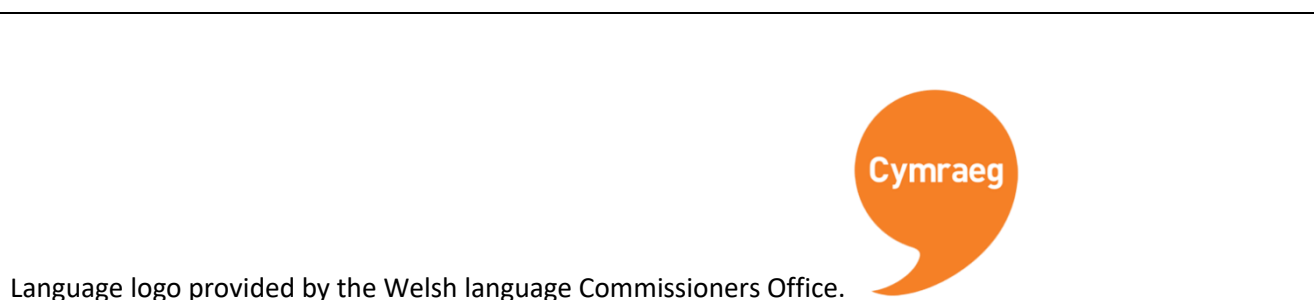 Cymraeg
Language logo provided by the Welsh language Commissioners Office.